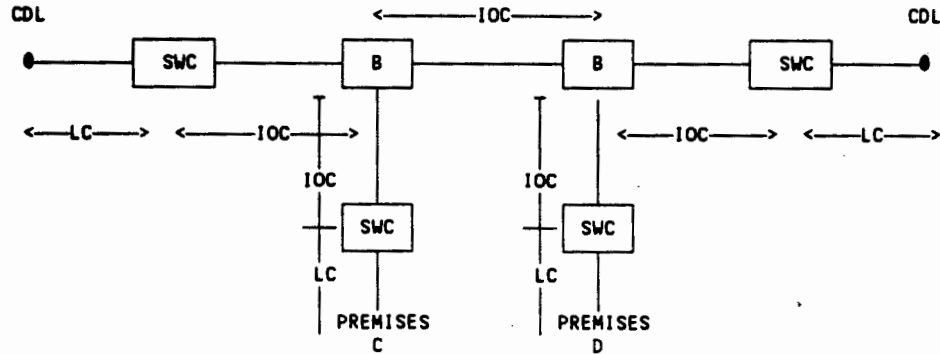 <---IOC--->
CDL CDL
SWC B B SWC
<--LC--> <---IOC---> <---IOC---> <--LC-->
IOC IOC
SWC SWC
LC LC
PREMISES PREMISES
C D